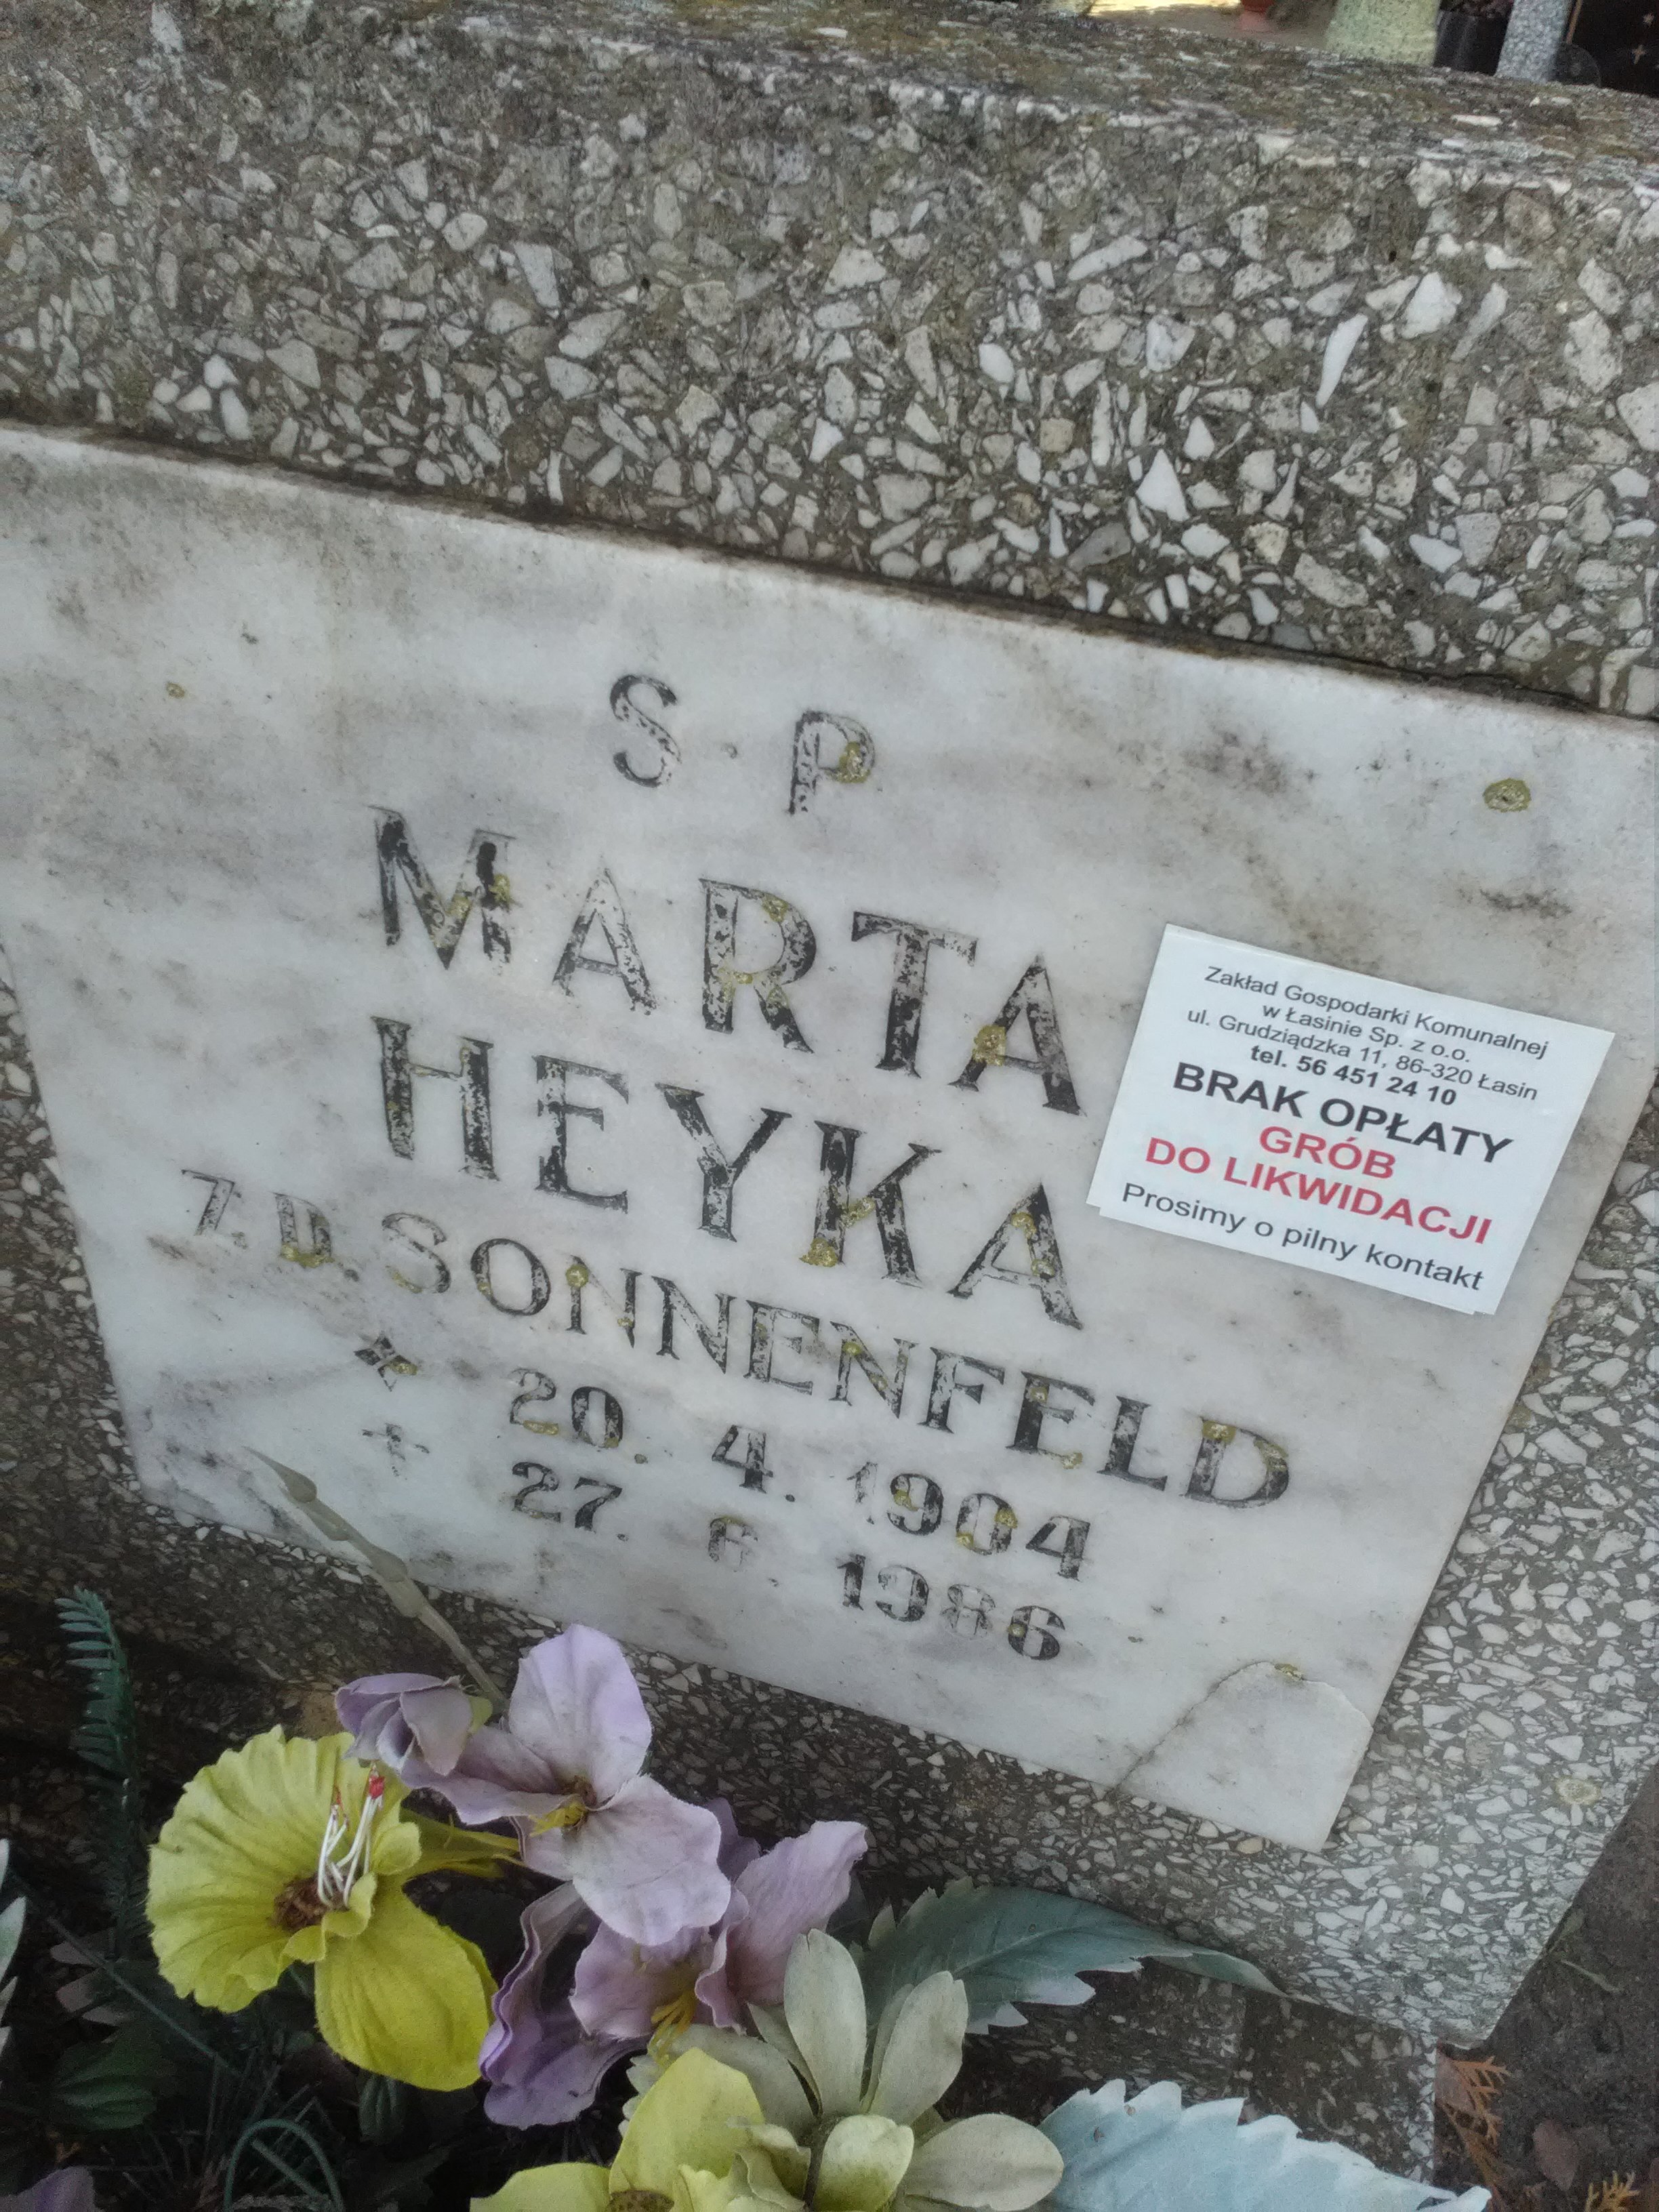 S. P
MARTA
HEYKA
Z.D. SONNENFELD
20. 4. 1904
27. 6. 1986
Zakład Gospodarki Komunalnej
w Łasinie Sp. z o.o.
ul. Grudziądzka 11, 86-320 Łasin
tel. 56 451 24 10
BRAK OPŁATY
GRÓB
DO LIKWIDACJI
Prosimy o pilny kontakt